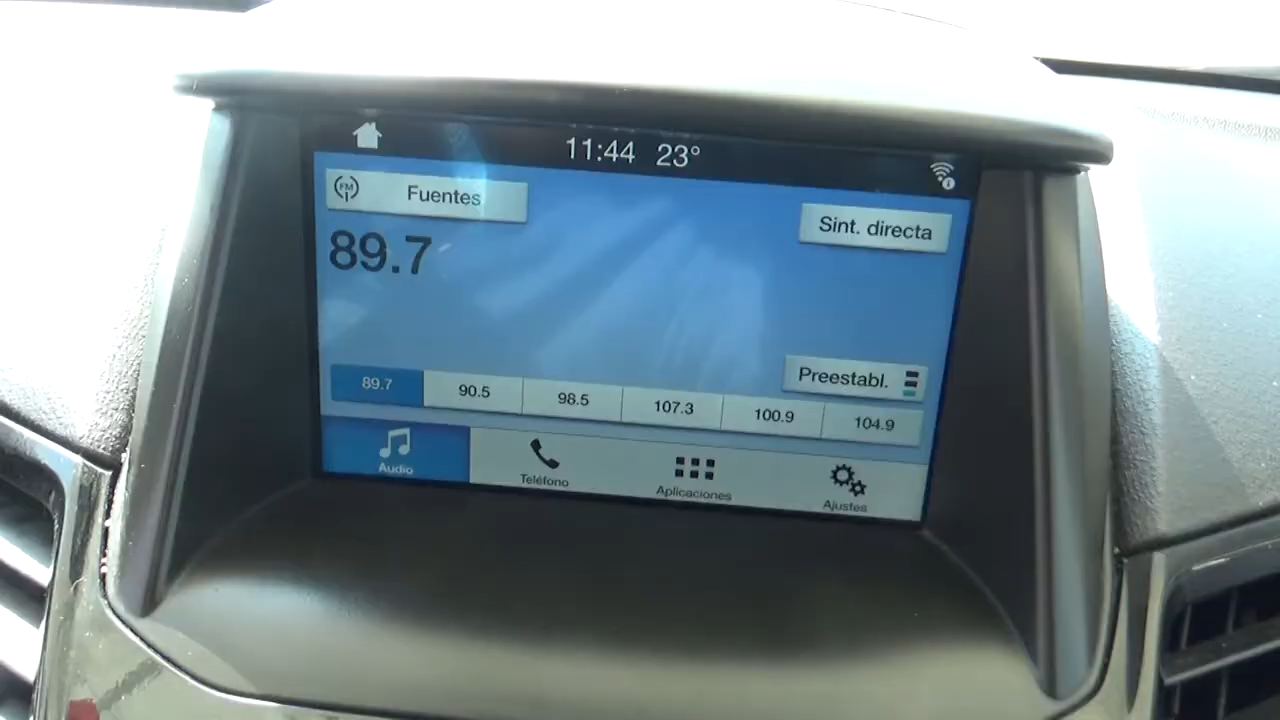 11:44 23°
FM Fuentes
Sint. directa
89.7
Preestabl.
89.7 90.5 98.5 107.3 100.9 104.9
Audio Teléfono Aplicaciones Ajustes